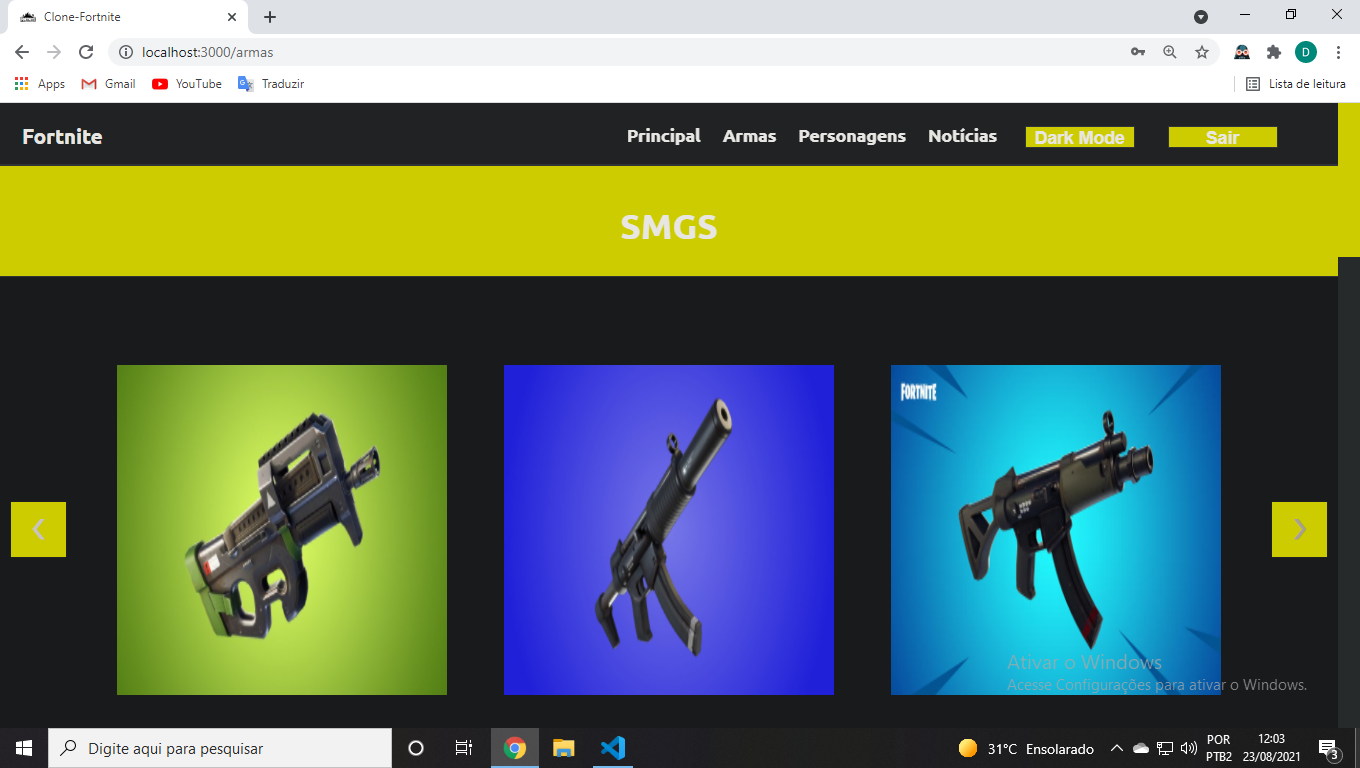 Clone-Fortnite
localhost:3000/armas
D
Apps Gmail YouTube Traduzir Lista de leitura
Fortnite Principal Armas Personagens Notícias Dark Mode Sair
SMGS
FORTNITE
Ativar o Windows
Acesse Configurações para ativar o Windows.
Digite aqui para pesquisar
31°C Ensolarado
POR
PTB2
12:03
23/08/2021
3